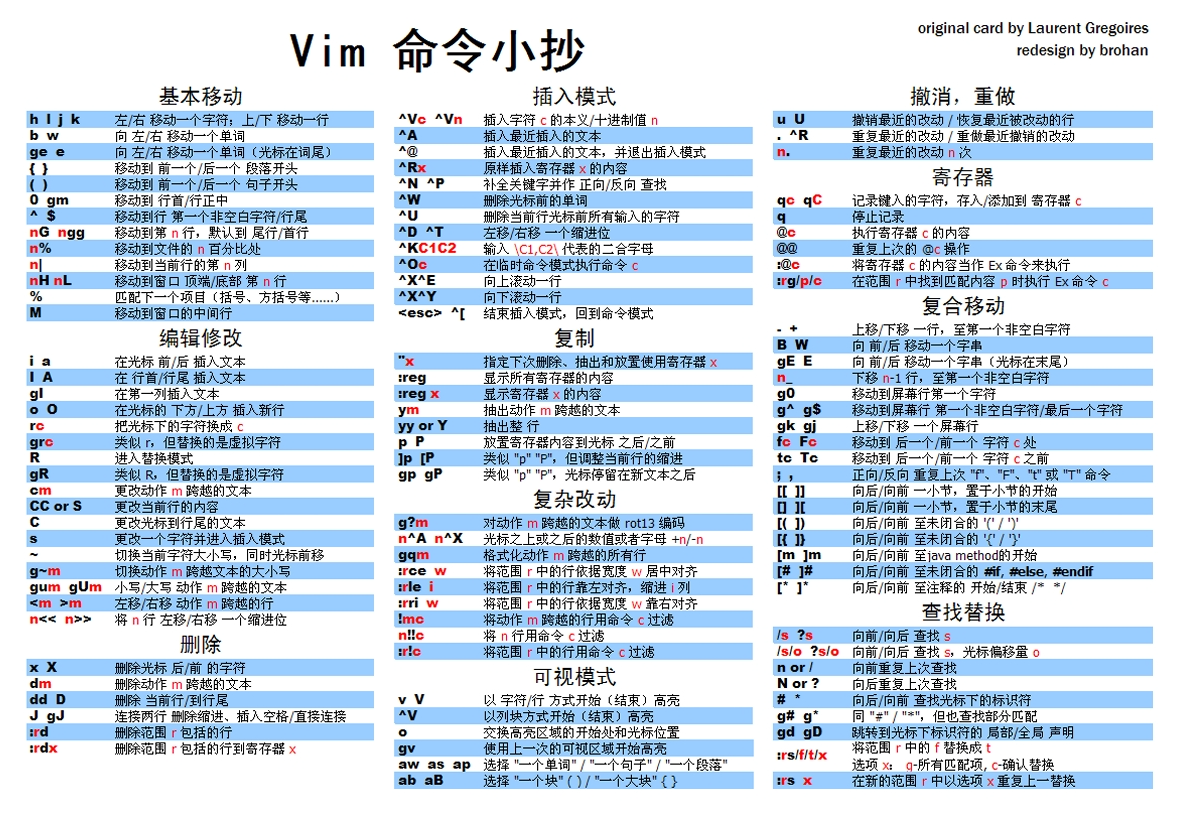 Vim 命令小抄
original card by Laurent Gregoires
redesign by brohan
基本移动
h l j k 左/右 移动一个字符；上/下 移动一行
b w 向 左/右 移动一个单词
ge e 向 左/右 移动一个单词（光标在词尾）
{ } 移动到 前一个/后一个 段落开头
( ) 移动到 前一个/后一个 句子开头
0 gm 移动到 行首/行正中
^ $ 移动到行 第一个非空白字符/行尾
nG ngg 移动到第 n 行，默认到 尾行/首行
n% 移动到文件的 n 百分比处
n| 移动到当前行的第 n 列
nH nL 移动到窗口 顶端/底部 第 n 行
% 匹配下一个项目（括号、方括号等......）
M 移动到窗口的中间行
编辑修改
i a 在光标 前/后 插入文本
I A 在 行首/行尾 插入文本
gI 在第一列插入文本
o O 在光标的 下方/上方 插入新行
rc 把光标下的字符换成 c
grc 类似 r，但替换的是虚拟字符
R 进入替换模式
gR 类似 R，但替换的是虚拟字符
cm 更改动作 m 跨越的文本
CC or S 更改当前行的内容
C 更改光标到行尾的文本
s 更改一个字符并进入插入模式
~ 切换当前字符大小写，同时光标前移
g~m 切换动作 m 跨越文本的大小写
gum gUm 小写/大写 动作 m 跨越的文本
<m >m 左移/右移 动作 m 跨越的行
n<< n>> 将 n 行 左移/右移 一个缩进位
删除
x X 删除光标 后/前 的字符
dm 删除动作 m 跨越的文本
dd D 删除 当前行/到行尾
J gJ 连接两行 删除缩进、插入空格/直接连接
:rd 删除范围 r 包括的行
:rdx 删除范围 r 包括的行到寄存器 x
插入模式
^Vc ^Vn 插入字符 c 的本义/十进制值 n
^A 插入最近插入的文本
^@ 插入最近插入的文本，并退出插入模式
^Rx 原样插入寄存器 x 的内容
^N ^P 补全关键字并作 正向/反向 查找
^W 删除光标前的单词
^U 删除当前行光标前所有输入的字符
^D ^T 左移/右移 一个缩进位
^KC1C2 输入 \C1,C2\ 代表的二合字母
^Oc 在临时命令模式执行命令 c
^X^E 向上滚动一行
^X^Y 向下滚动一行
<esc> ^[ 结束插入模式，回到命令模式
复制
"x 指定下次删除、抽出和放置使用寄存器 x
:reg 显示所有寄存器的内容
:reg x 显示寄存器 x 的内容
ym 抽出动作 m 跨越的文本
yy or Y 抽出整 行
p P 放置寄存器内容到光标 之后/之前
]p [P 类似 "p" "P"，但调整当前行的缩进
gp gP 类似 "p" "P"，光标停留在新文本之后
复杂改动
g?m 对动作 m 跨越的文本做 rot13 编码
n^A n^X 光标之上或之后的数值或者字母 +n/-n
gqm 格式化动作 m 跨越的所有行
:rce w 将范围 r 中的行依据宽度 w 居中对齐
:rle i 将范围 r 中的行靠左对齐，缩进 i 列
:rri w 将范围 r 中的行依据宽度 w 靠右对齐
!mc 将动作 m 跨越的行用命令 c 过滤
n!!c 将 n 行用命令 c 过滤
:r!c 将范围 r 中的行用命令 c 过滤
可视模式
v V 以 字符/行 方式开始（结束）高亮
^V 以列块方式开始（结束）高亮
o 交换高亮区域的开始处和光标位置
gv 使用上一次的可视区域开始高亮
aw as ap 选择 "一个单词" / "一个句子" / "一个段落"
ab aB 选择 "一个块" ( ) / "一个大块" { }
撤消，重做
u U 撤销最近的改动 / 恢复最近被改动的行
. ^R 重复最近的改动 / 重做最近撤销的改动
n. 重复最近的改动 n 次
寄存器
qc qC 记录键入的字符，存入/添加到 寄存器 c
q 停止记录
@c 执行寄存器 c 的内容
@@ 重复上次的 @c 操作
:@c 将寄存器 c 的内容当作 Ex 命令来执行
:rg/p/c 在范围 r 中找到匹配内容 p 时执行 Ex 命令 c
复合移动
- + 上移/下移 一行，至第一个非空白字符
B W 向 前/后 移动一个字串
gE E 向 前/后 移动一个字串（光标在末尾）
n_ 下移 n-1 行，至第一个非空白字符
g0 移动到屏幕行第一个字符
g^ g$ 移动到屏幕行 第一个非空白字符/最后一个字符
gk gj 上移/下移 一个屏幕行
fc Fc 移动到 后一个/前一个 字符 c 处
tc Tc 移动到 后一个/前一个 字符 c 之前
; , 正向/反向 重复上次 "f"、"F"、"t" 或 "T" 命令
[[ ]] 向后/向前 一小节，置于小节的开始
[] ][ 向后/向前 一小节，置于小节的末尾
[( ]) 向后/向前 至未闭合的 '(' / ')'
[{ ]} 向后/向前 至未闭合的 '{' / '}'
[m ]m 向后/向前 至java method的开始
[# ]# 向后/向前 至未闭合的 #if, #else, #endif
[* ]* 向后/向前 至注释的 开始/结束 /* */
查找替换
/s ?s 向前/向后 查找 s
/s/o ?s/o 向前/向后 查找 s，光标偏移量 o
n or / 向前重复上次查找
N or ? 向后重复上次查找
# * 向后/向前 查找光标下的标识符
g# g* 同 "#" / "*"，但也查找部分匹配
gd gD 跳转到光标下标识符的 局部/全局 声明
:rs/f/t/x 将范围 r 中的 f 替换成 t
选项 x： g-所有匹配项, c-确认替换
:rs x 在新的范围 r 中以选项 x 重复上一替换